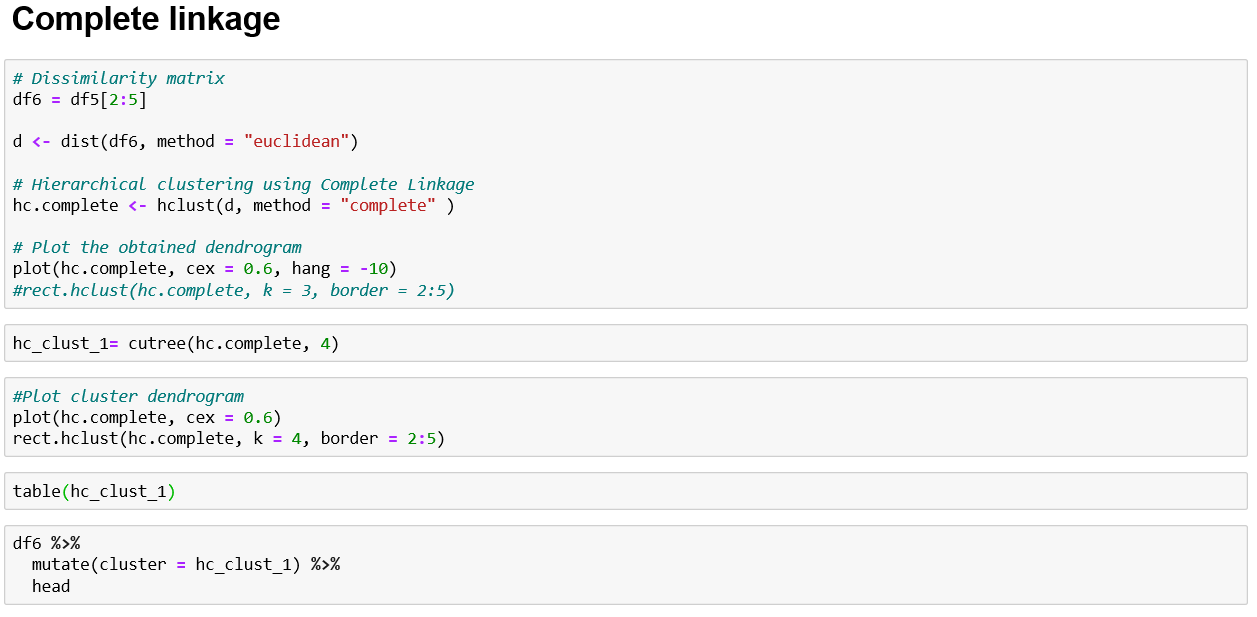 Complete linkage
# Dissimilarity matrix
df6 = df5[2:5]
d <- dist(df6, method = "euclidean")
# Hierarchical clustering using Complete Linkage
hc.complete <- hclust(d, method = "complete" )
# Plot the obtained dendrogram
plot(hc.complete, cex = 0.6, hang = -10)
#rect.hclust(hc.complete, k = 3, border = 2:5)
hc_clust_1= cutree(hc.complete, 4)
#Plot cluster dendrogram
plot(hc.complete, cex = 0.6)
rect.hclust(hc.complete, k = 4, border = 2:5)
table(hc_clust_1)
df6 %>%
  mutate(cluster = hc_clust_1) %>%
  head